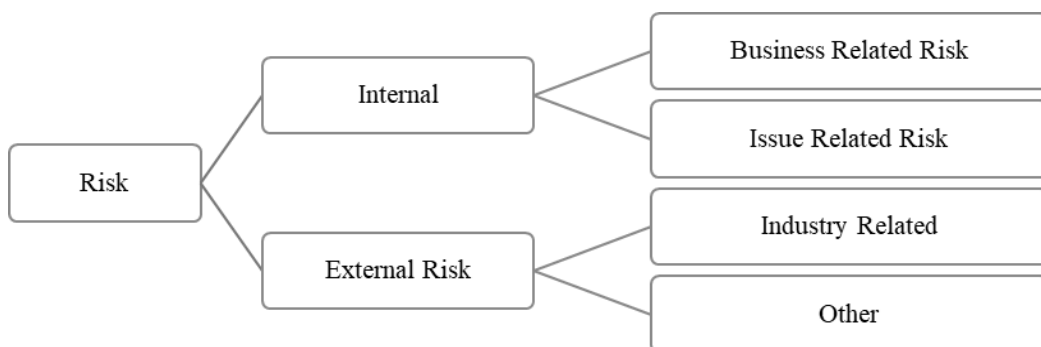 Risk
Internal
Business Related Risk
Issue Related Risk
External Risk
Industry Related
Other